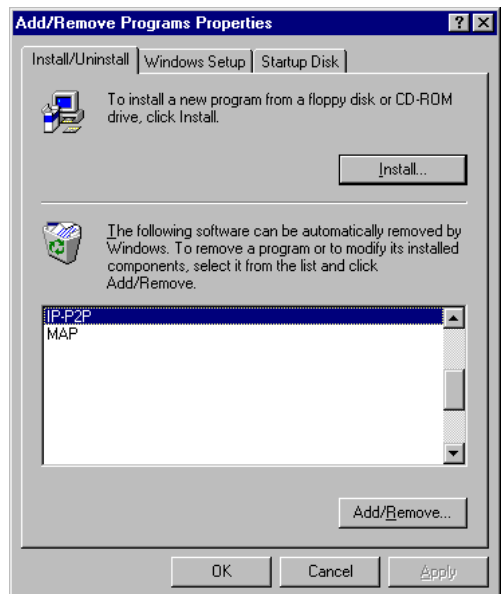 Add/Remove Programs Properties
Install/Uninstall Windows Setup Startup Disk
To install a new program from a floppy disk or CD-ROM
drive, click Install.
Install...
The following software can be automatically removed by
Windows. To remove a program or to modify its installed
components, select it from the list and click
Add/Remove.
IP-P2P
MAP
Add/Remove...
OK Cancel Apply